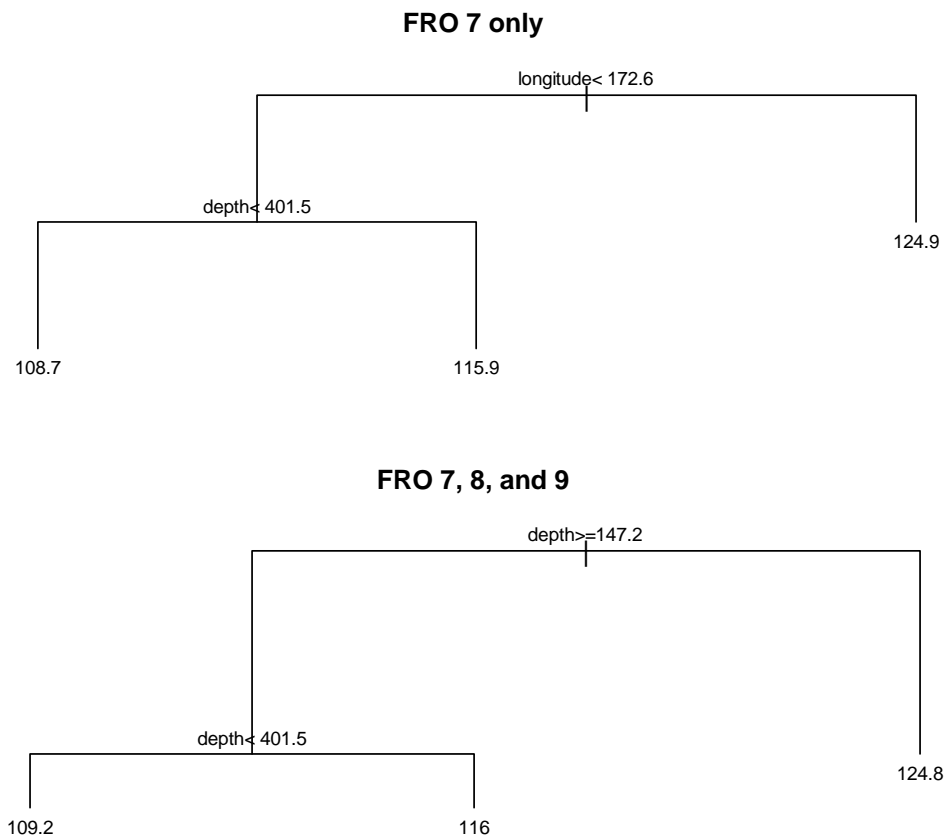 FRO 7 only
longitude< 172.6
depth< 401.5
124.9
108.7
115.9
FRO 7, 8, and 9
depth>=147.2
depth< 401.5
124.8
109.2
116